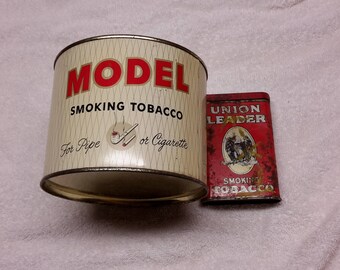 MODEL
SMOKING TOBACCO
For Pipe or Cigarette
UNION
LEADER
SMOKING
TOBACCO